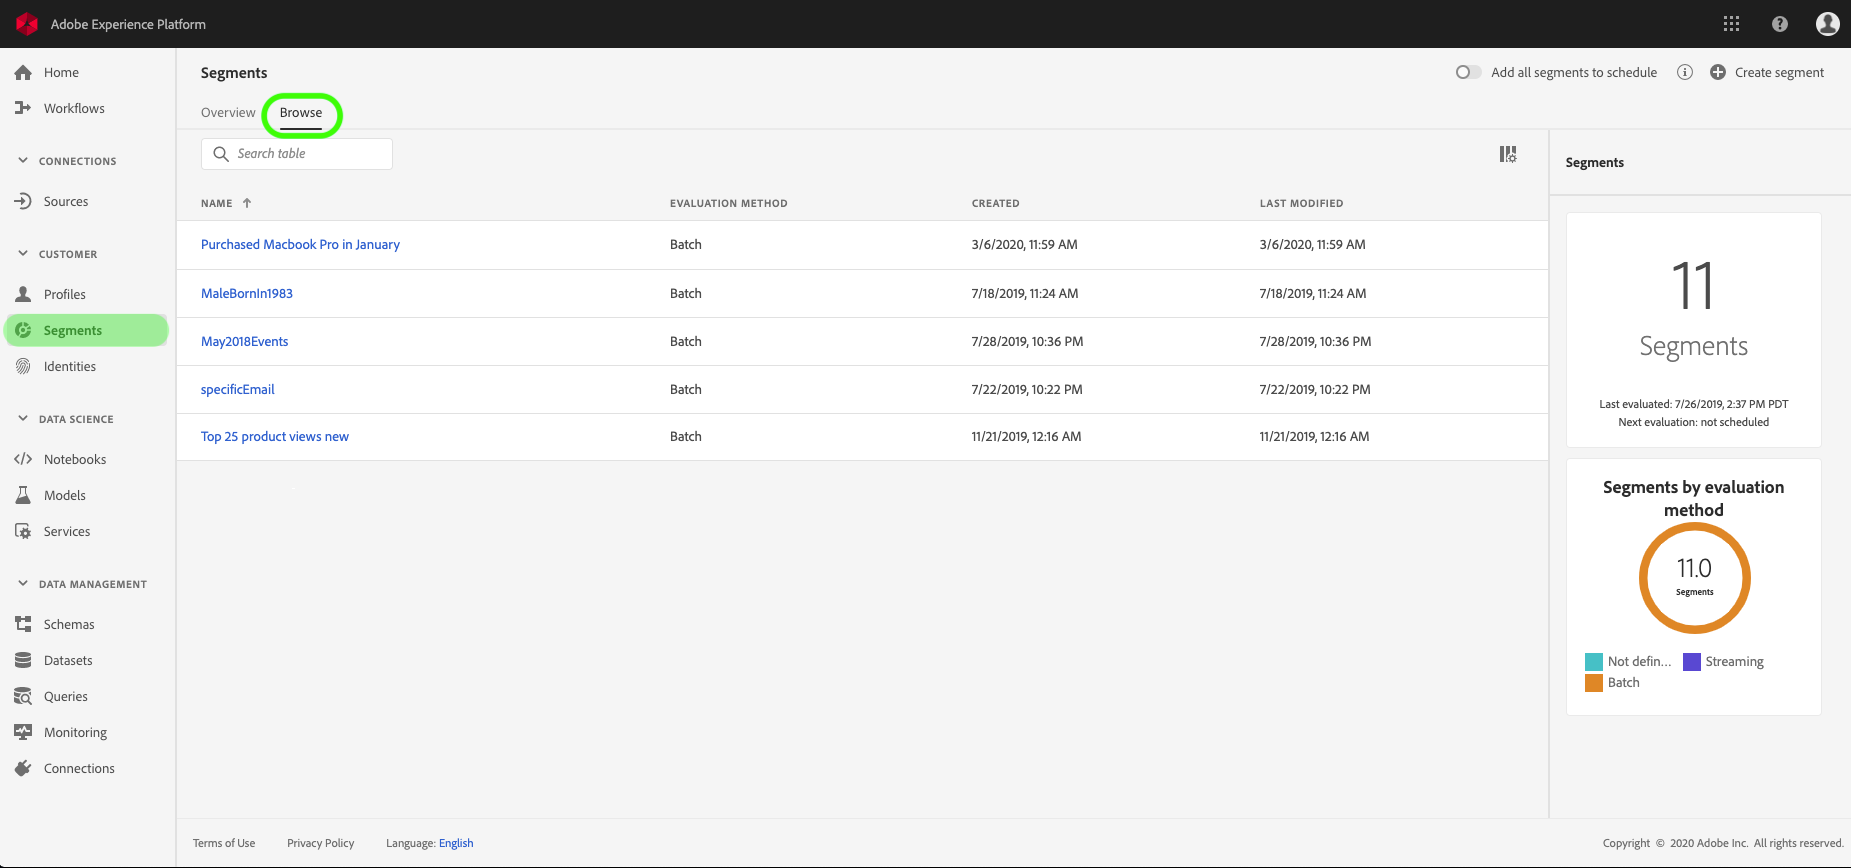 Adobe Experience Platform
Home
Workflows
CONNECTIONS
Sources
CUSTOMER
Profiles
Segments
Identities
DATA SCIENCE
Notebooks
Models
Services
DATA MANAGEMENT
Schemas
Datasets
Queries
Monitoring
Connections
Segments
Add all segments to schedule
Create segment
Overview
Browse
Search table
NAME EVALUATION METHOD CREATED LAST MODIFIED
Purchased Macbook Pro in January Batch 3/6/2020, 11:59 AM 3/6/2020, 11:59 AM
MaleBornIn1983 Batch 7/18/2019, 11:24 AM 7/18/2019, 11:24 AM
May2018Events Batch 7/28/2019, 10:36 PM 7/28/2019, 10:36 PM
specificEmail Batch 7/22/2019, 10:22 PM 7/22/2019, 10:22 PM
Top 25 product views new Batch 11/21/2019, 12:16 AM 11/21/2019, 12:16 AM
Segments
11
Segments
Last evaluated: 7/26/2019, 2:37 PM PDT
Next evaluation: not scheduled
Segments by evaluation
method
11.0
Segments
Not defin... Streaming
Batch
Terms of Use Privacy Policy Language: English Copyright © 2020 Adobe Inc. All rights reserved.